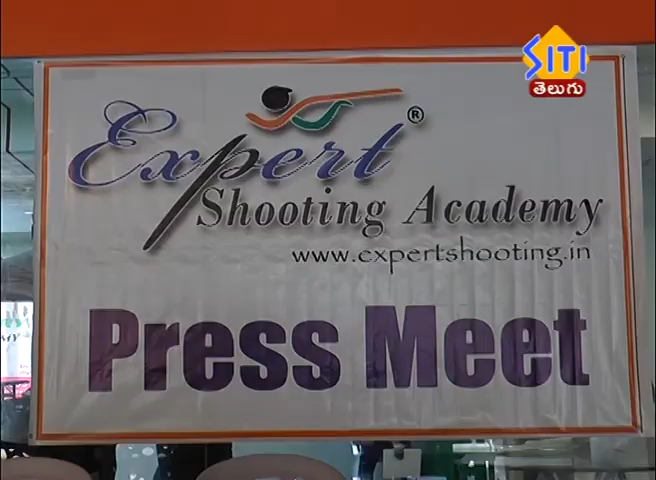 SITI
తెలుగు
Expert®
Shooting Academy
www.expertshooting.in
Press Meet